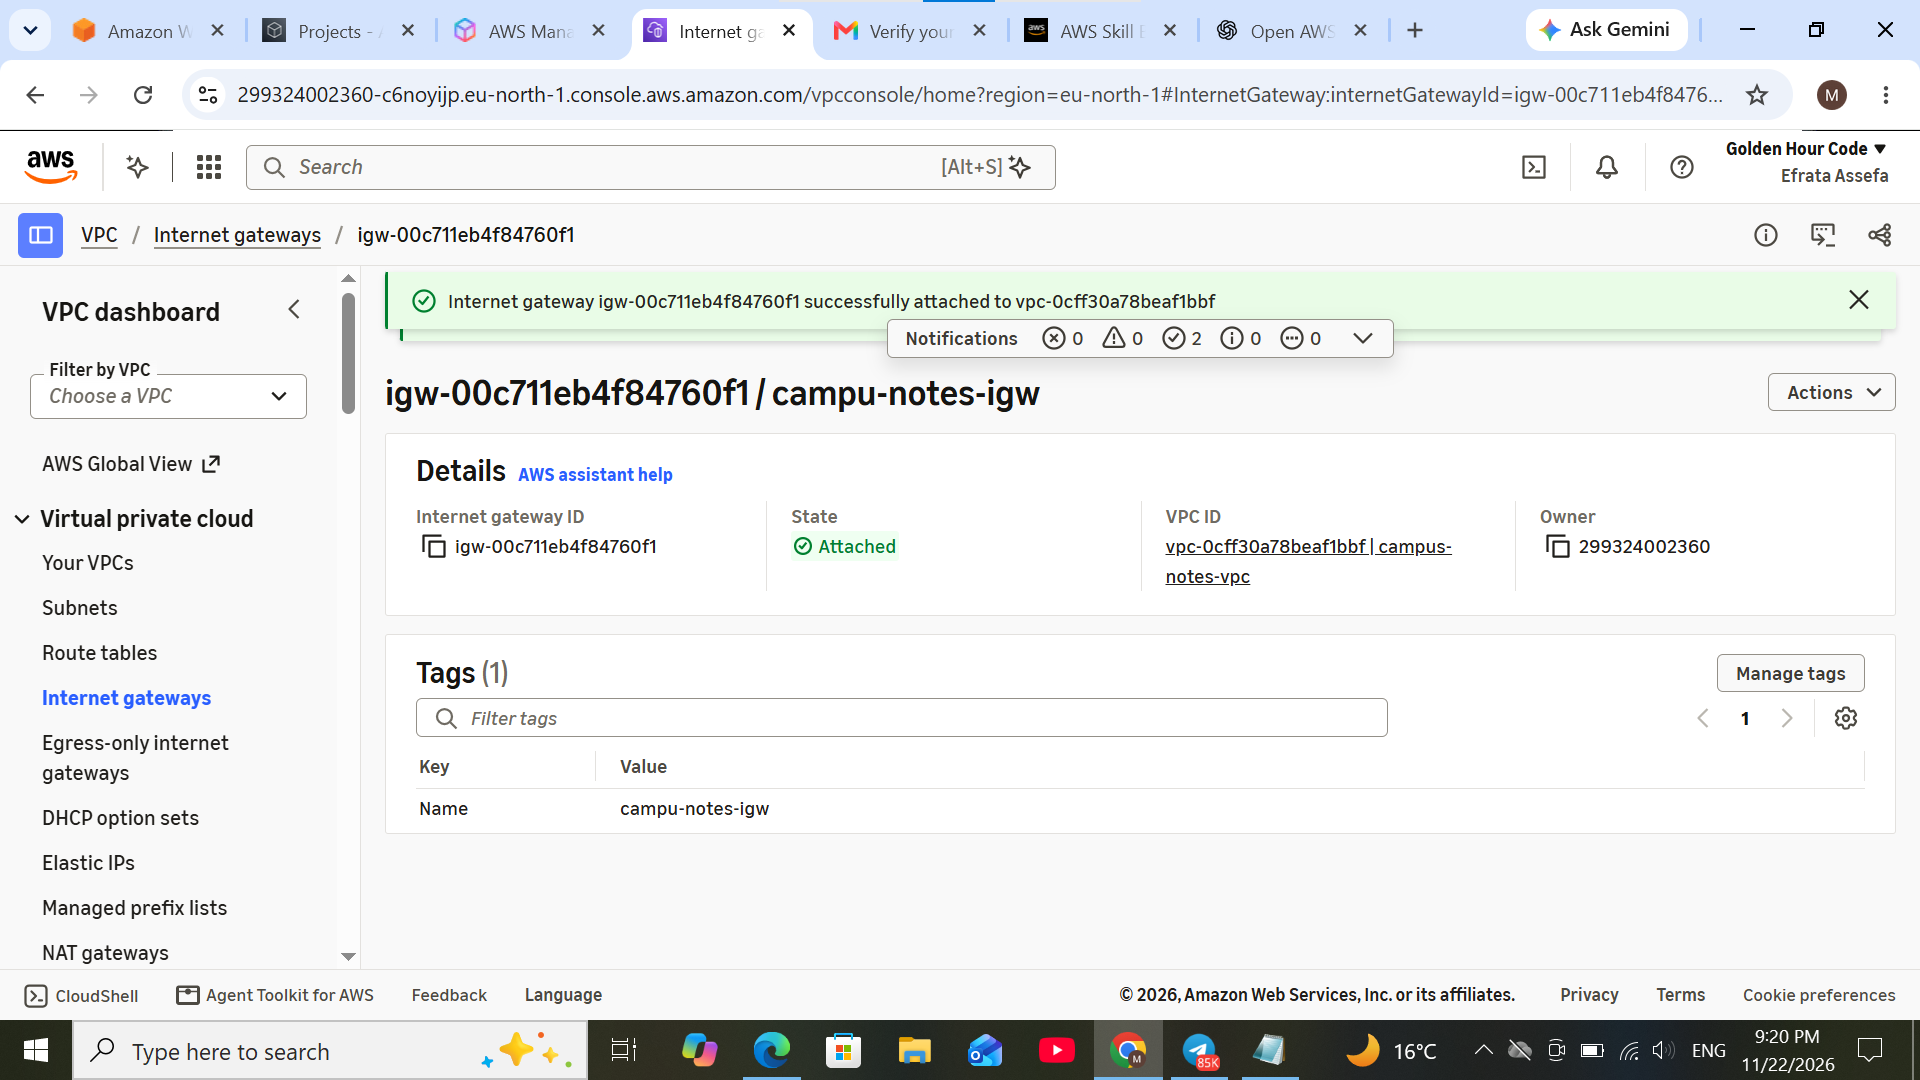 Amazon W
Projects - A
AWS Mana
Internet ga
Verify your
AWS Skill B
Open AWS
Ask Gemini
299324002360-c6noyijp.eu-north-1.console.aws.amazon.com/vpcconsole/home?region=eu-north-1#InternetGateway:internetGatewayId=igw-00c711eb4f8476...
M
aws
Search
[Alt+S]
Golden Hour Code
Efrata Assefa
VPC / Internet gateways / igw-00c711eb4f84760f1
VPC dashboard
Filter by VPC
Choose a VPC
AWS Global View
Virtual private cloud
Your VPCs
Subnets
Route tables
Internet gateways
Egress-only internet
gateways
DHCP option sets
Elastic IPs
Managed prefix lists
NAT gateways
Internet gateway igw-00c711eb4f84760f1 successfully attached to vpc-0cff30a78beaf1bbf
Notifications 0 0 2 0 0
igw-00c711eb4f84760f1 / campu-notes-igw
Actions
Details AWS assistant help
Internet gateway ID
igw-00c711eb4f84760f1
State
Attached
VPC ID
vpc-0cff30a78beaf1bbf | campus-
notes-vpc
Owner
299324002360
Tags (1)
Manage tags
Filter tags
1
Key Value
Name campu-notes-igw
CloudShell
Agent Toolkit for AWS
Feedback
Language
© 2026, Amazon Web Services, Inc. or its affiliates.
Privacy
Terms
Cookie preferences
Type here to search
M
85K
16°C
ENG
9:20 PM
11/22/2026